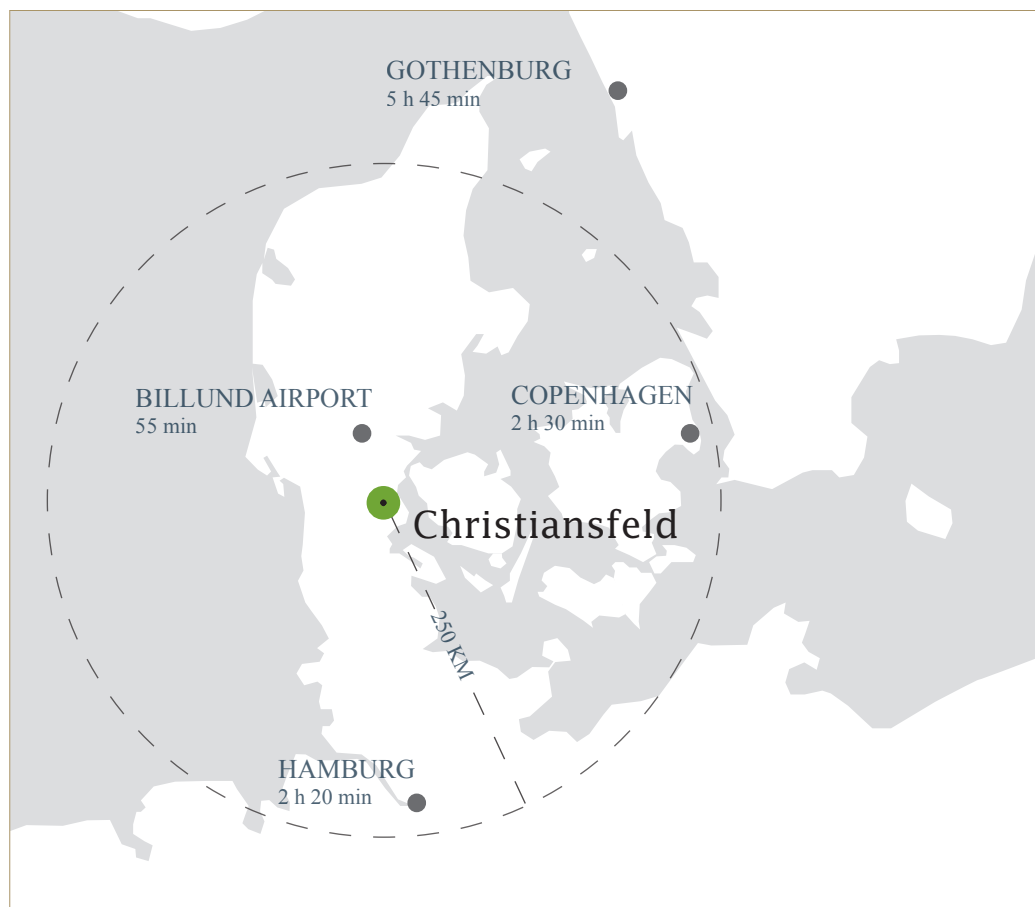 GOTHENBURG
5 h 45 min
BILLUND AIRPORT
55 min
COPENHAGEN
2 h 30 min
Christiansfeld
250 KM
HAMBURG
2 h 20 min